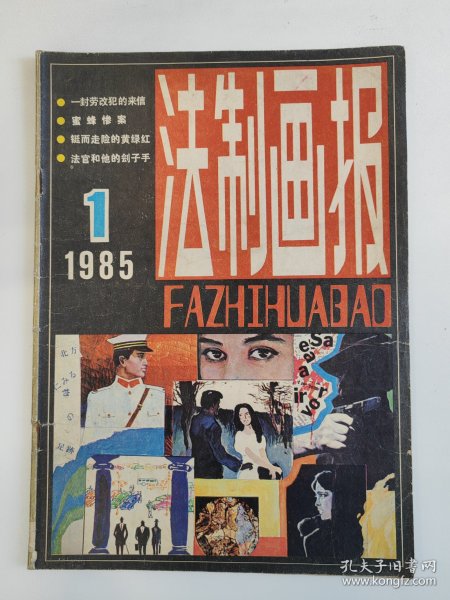 一封劳改犯的来信
蜜蜂惨案
铤而走险的黄绿红
法官和他的刽子手
1
1985
法制画报
FAZHIHUABAO
孔夫子旧书网
www.kongfz.com